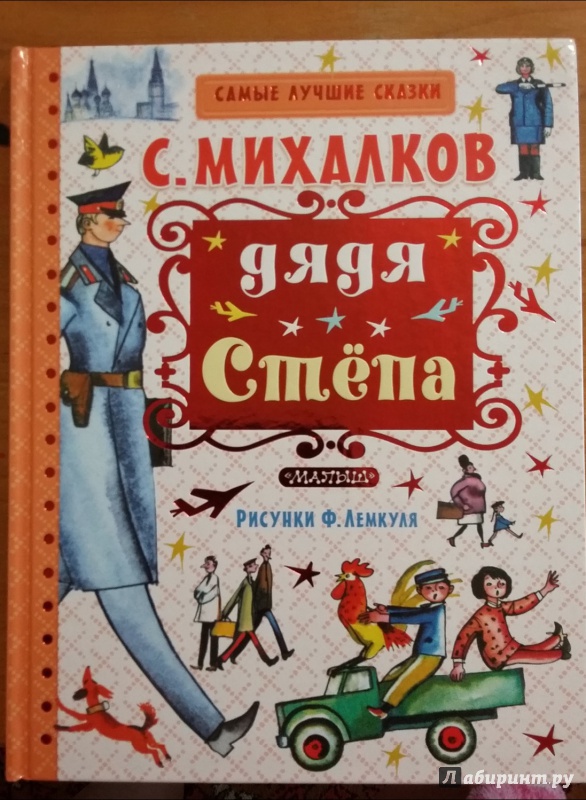 САМЫЕ ЛУЧШИЕ СКАЗКИ
С. МИХАЛКОВ
дядя
Стёпа
«МАЛЫШ»
Рисунки Ф. Лемкуля
Лабиринт.ру